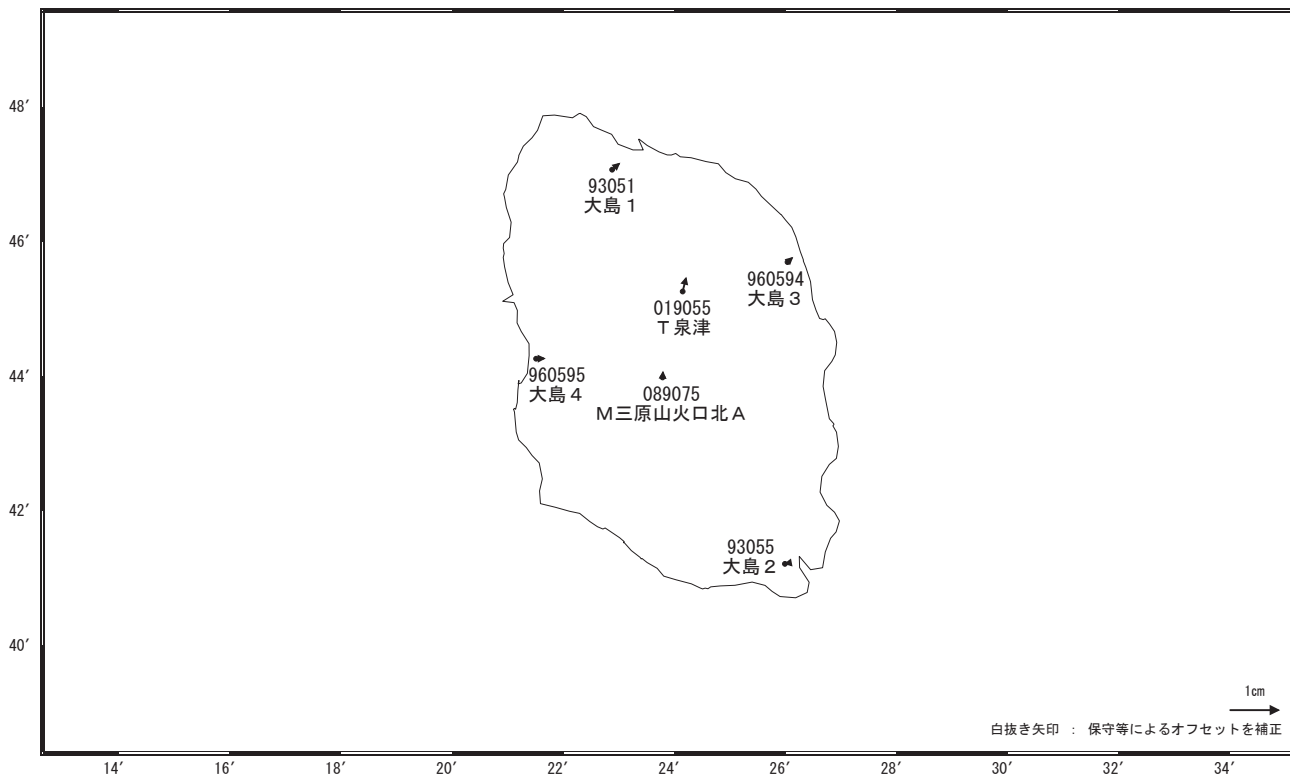 48′
93051
大島１
46′
960594
大島３
019055
Ｔ泉津
44′
960595
大島４
089075
Ｍ三原山火口北Ａ
42′
93055
大島２
40′
1cm
白抜き矢印 ： 保守等によるオフセットを補正
14′ 16′ 18′ 20′ 22′ 24′ 26′ 28′ 30′ 32′ 34′